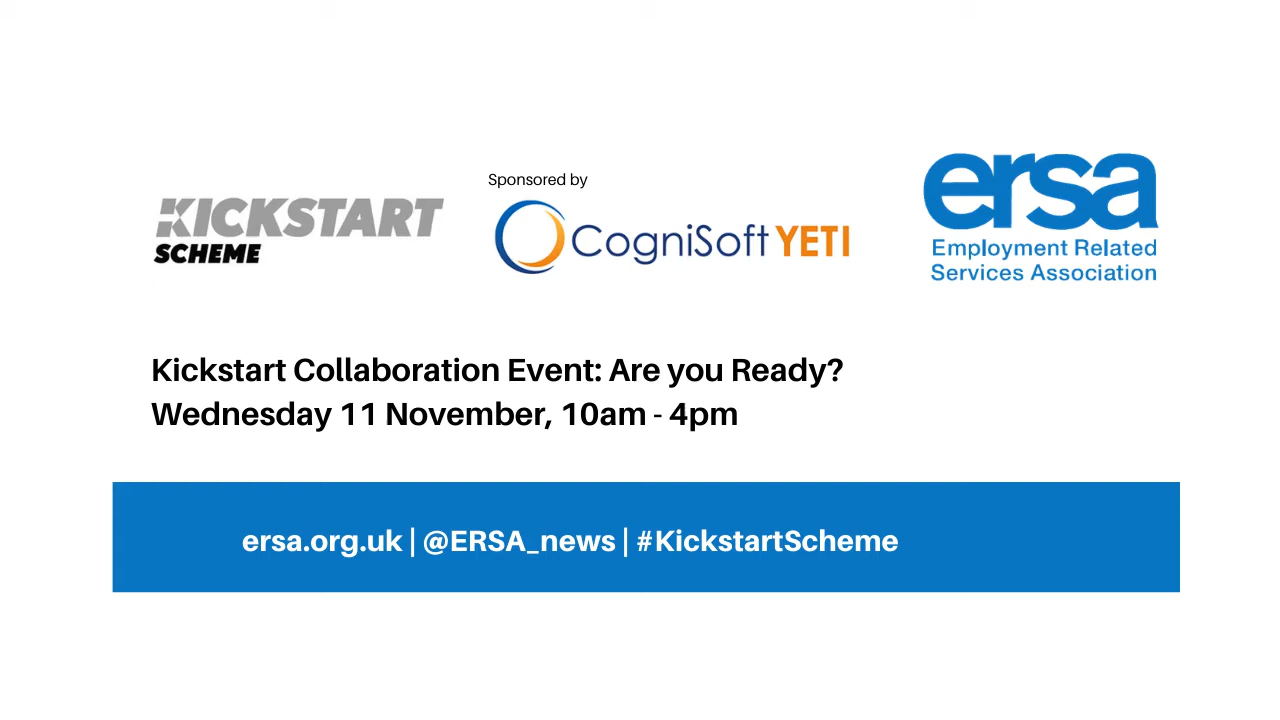 KICKSTART
SCHEME
Sponsored by
CogniSoft YETI
ersa
Employment Related
Services Association
Kickstart Collaboration Event: Are you Ready?
Wednesday 11 November, 10am - 4pm
ersa.org.uk | @ERSA_news | #KickstartScheme